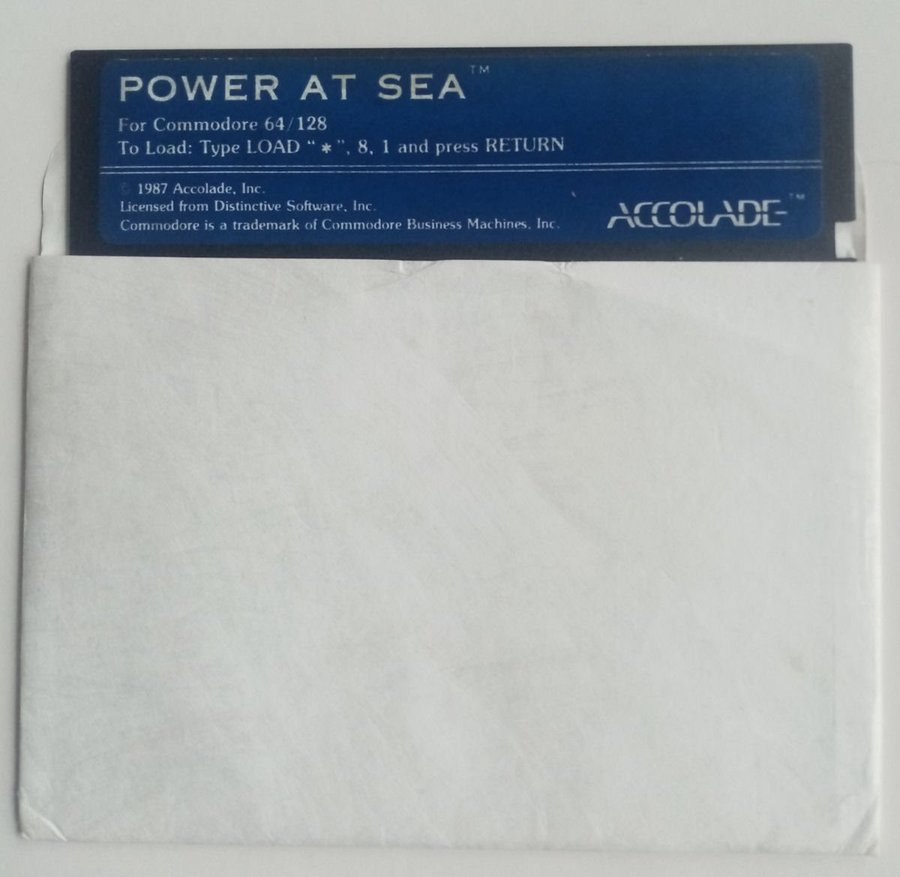 POWER AT SEA™
For Commodore 64/128
To Load: Type LOAD “*”, 8, 1 and press RETURN
© 1987 Accolade, Inc.
Licensed from Distinctive Software, Inc.
Commodore is a trademark of Commodore Business Machines, Inc.
ACCOLADE™